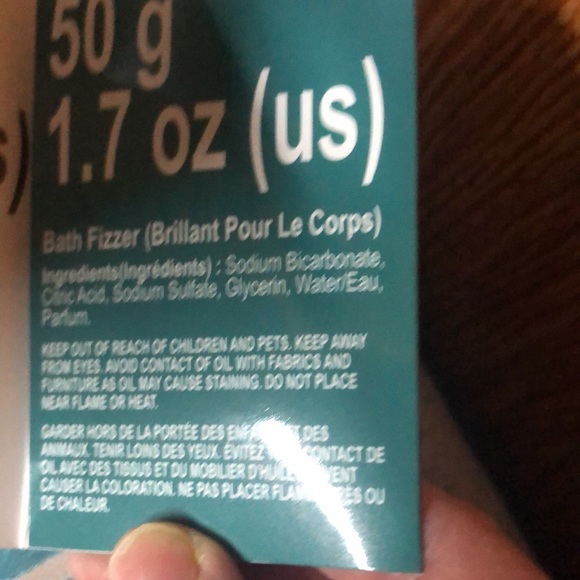 50 g
1.7 oz (us)
s)
Bath Fizzer (Brillant Pour Le Corps)
Ingredients(Ingrédients) : Sodium Bicarbonate,
Citric Acid, Sodium Sulfate, Glycerin, Water/Eau,
Parfum.
KEEP OUT OF REACH OF CHILDREN AND PETS. KEEP AWAY
FROM EYES. AVOID CONTACT OF OIL WITH FABRICS AND
FURNITURE AS OIL MAY CAUSE STAINING. DO NOT PLACE
NEAR FLAME OR HEAT.
GARDER HORS DE LA PORTÉE DES DES
ANIMAUX. TENIR LOINS DES YEUX. ÉVITEZ CONTACT DE
OIL AVEC DES TISSUS ET DU MOBILIER
CAUSER LA COLORATION. NE PAS PLACER OU
DE CHALEUR.